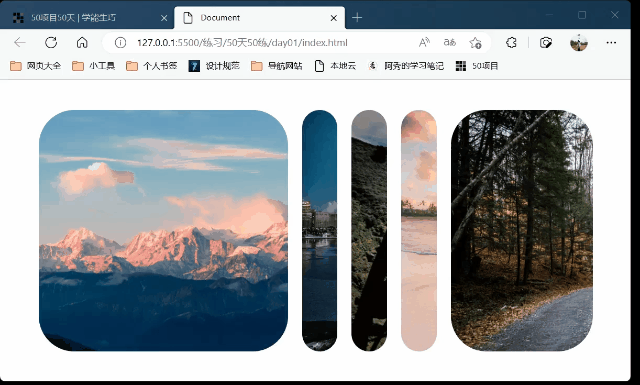 50项目50天 | 学能生巧
Document
127.0.0.1:5500/练习/50天50练/day01/index.html
网页大全
小工具
个人书签
设计规范
导航网站
本地云
阿秀的学习笔记
50项目